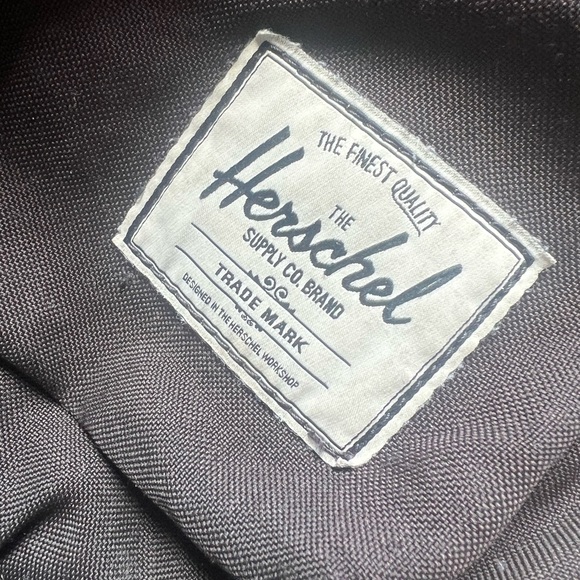 THE FINEST QUALITY
THE
Herschel
SUPPLY CO. BRAND
TRADE MARK
DESIGNED IN THE HERSCHEL WORKSHOP